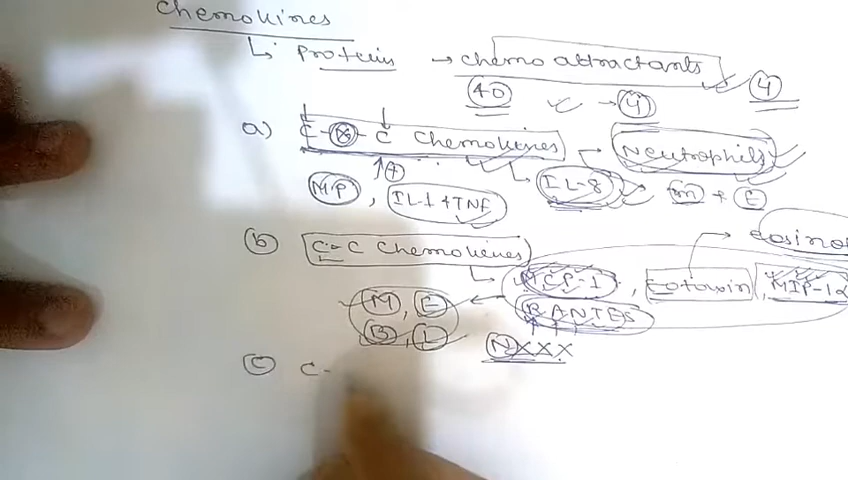 Chemokines
↳ Protein → chemo attractants
40 → 4 4
a) C-X-C Chemokines Neutrophils
MP, IL-1+TNF IL-8 m + E
b C-C Chemokines
MCP-1, eotaxin, MIP-1α
M, E RANTES
B, L NXXX
c C-